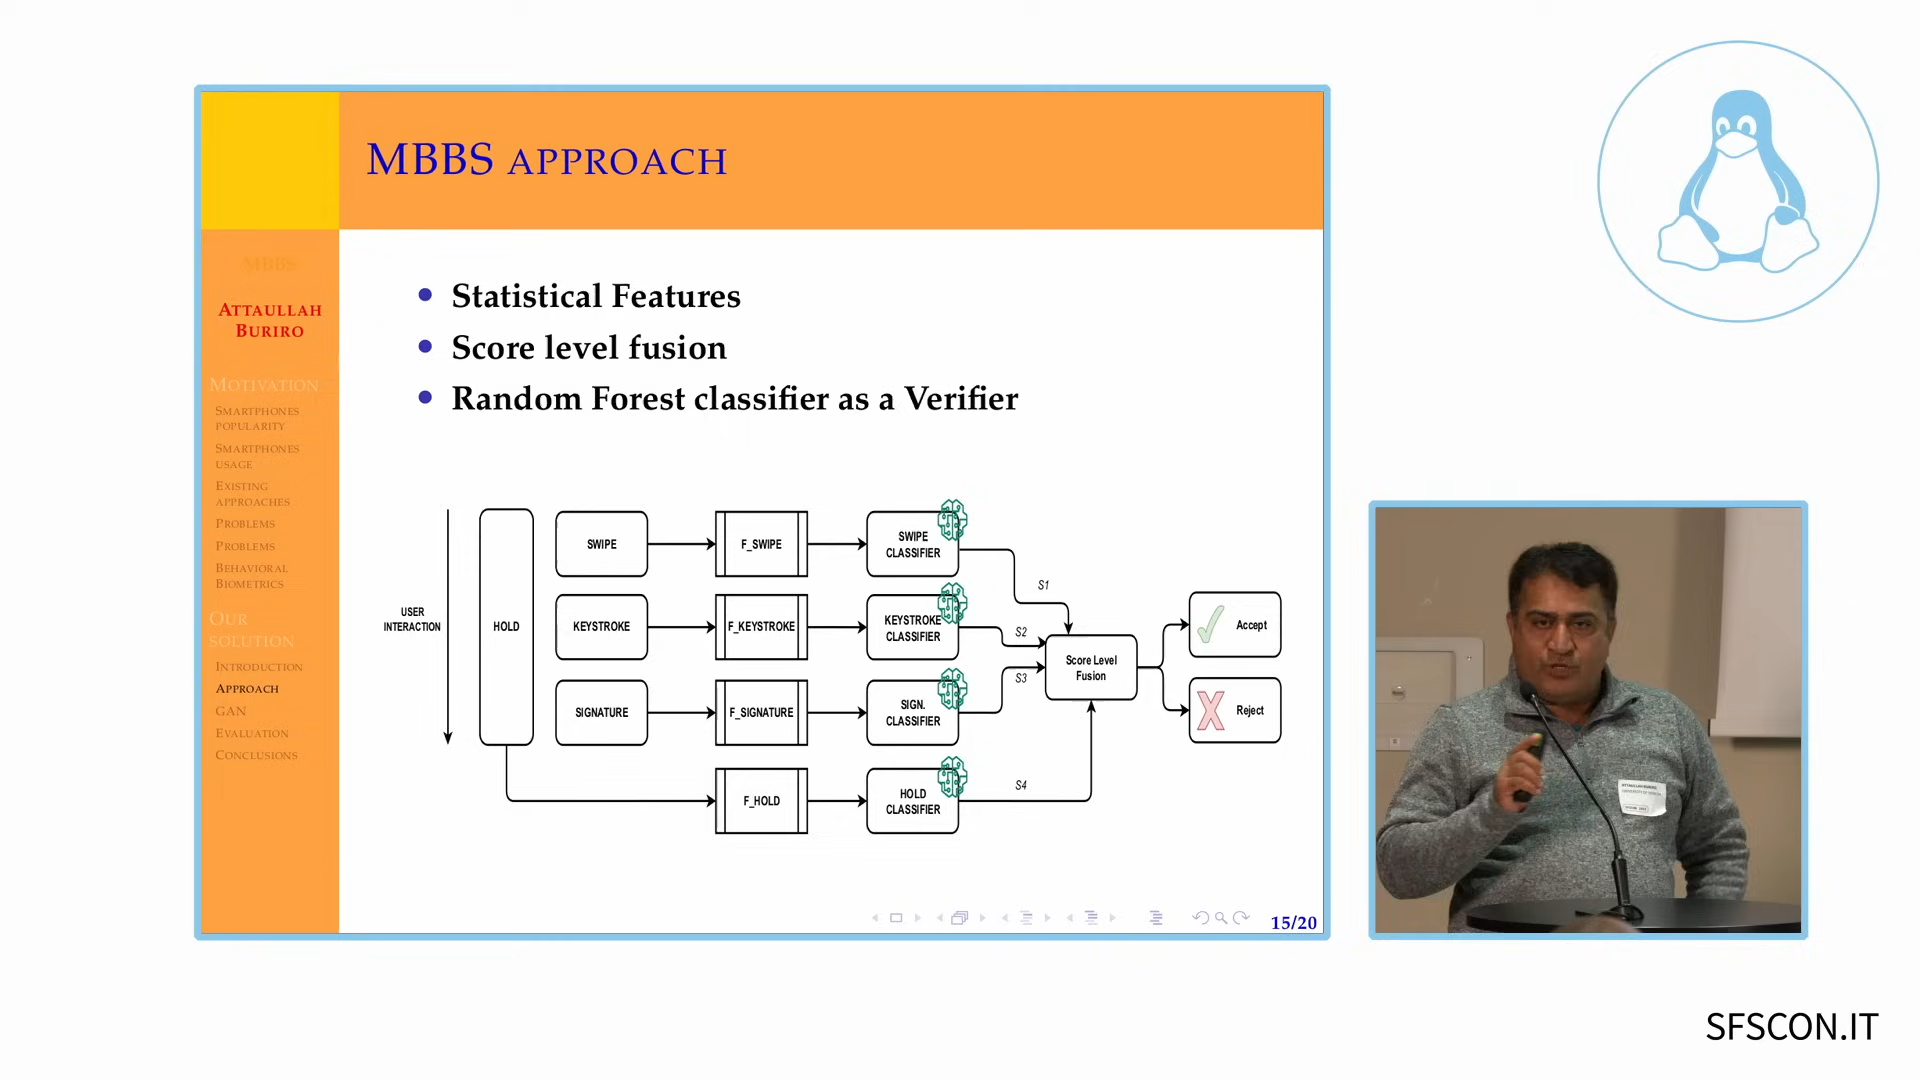 MBBS APPROACH
MBBS
ATTAULLAH
BURIRO
MOTIVATION
SMARTPHONES
POPULARITY
SMARTPHONES
USAGE
EXISTING
APPROACHES
PROBLEMS
PROBLEMS
BEHAVIORAL
BIOMETRICS
OUR
SOLUTION
INTRODUCTION
APPROACH
GAN
EVALUATION
CONCLUSIONS
• Statistical Features
• Score level fusion
• Random Forest classifier as a Verifier
USER
INTERACTION
HOLD
SWIPE
F_SWIPE
SWIPE
CLASSIFIER
S1
KEYSTROKE
F_KEYSTROKE
KEYSTROKE
CLASSIFIER
S2
SIGNATURE
F_SIGNATURE
SIGN.
CLASSIFIER
S3
F_HOLD
HOLD
CLASSIFIER
S4
Score Level
Fusion
Accept
Reject
15/20
ATTAULLAH BURIRO
SFSCON.IT